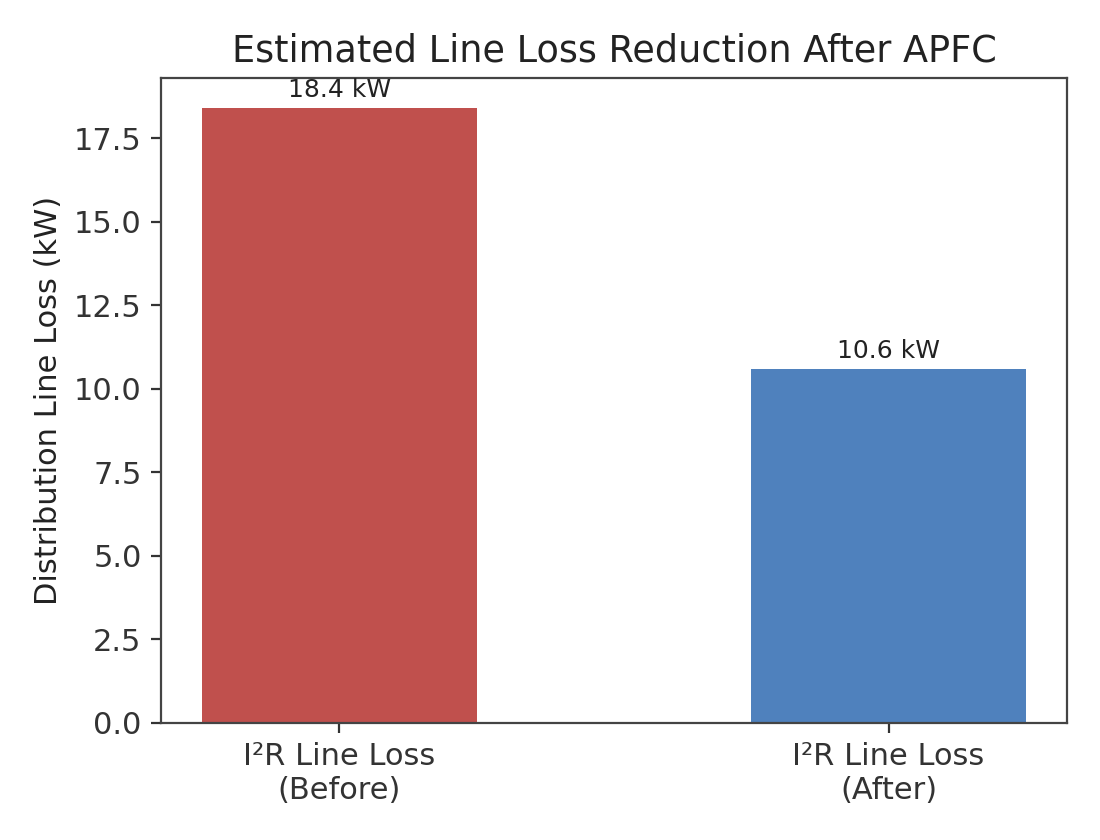 Estimated Line Loss Reduction After APFC
18.4 kW
10.6 kW
Distribution Line Loss (kW)
17.5
15.0
12.5
10.0
7.5
5.0
2.5
0.0
I²R Line Loss
(Before)
I²R Line Loss
(After)